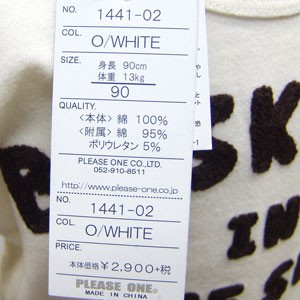 NO. 1441-02
COL. O/WHITE
SIZE. 身長 90cm
体重 13kg
90
QUALITY.
<本体> 綿 100%
<附属> 綿 95%
ポリウレタン 5%
PLEASE ONE CO.,LTD.
052-910-8511
http://www.please-one.co.jp
NO. 1441-02
COL. O/WHITE
PRICE.
本体価格 ¥2,900+税
PLEASE ONE.
MADE IN CHINA
SK
IN